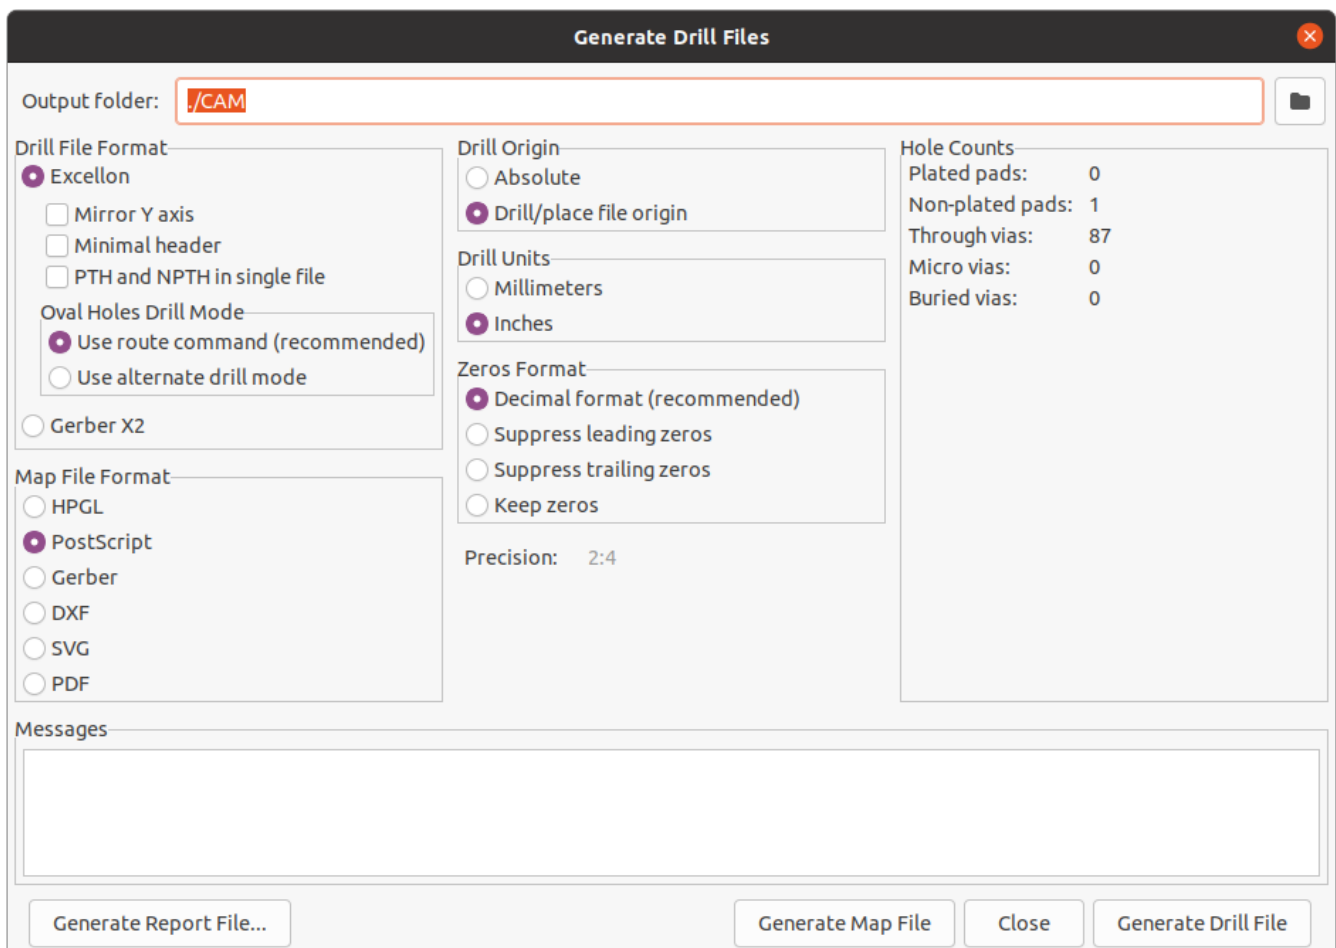 Generate Drill Files
Output folder: ./CAM
Drill File Format
Excellon
Mirror Y axis
Minimal header
PTH and NPTH in single file
Oval Holes Drill Mode
Use route command (recommended)
Use alternate drill mode
Gerber X2
Map File Format
HPGL
PostScript
Gerber
DXF
SVG
PDF
Drill Origin
Absolute
Drill/place file origin
Drill Units
Millimeters
Inches
Zeros Format
Decimal format (recommended)
Suppress leading zeros
Suppress trailing zeros
Keep zeros
Precision: 2:4
Hole Counts
Plated pads: 0
Non-plated pads: 1
Through vias: 87
Micro vias: 0
Buried vias: 0
Messages
Generate Report File... Generate Map File Close Generate Drill File